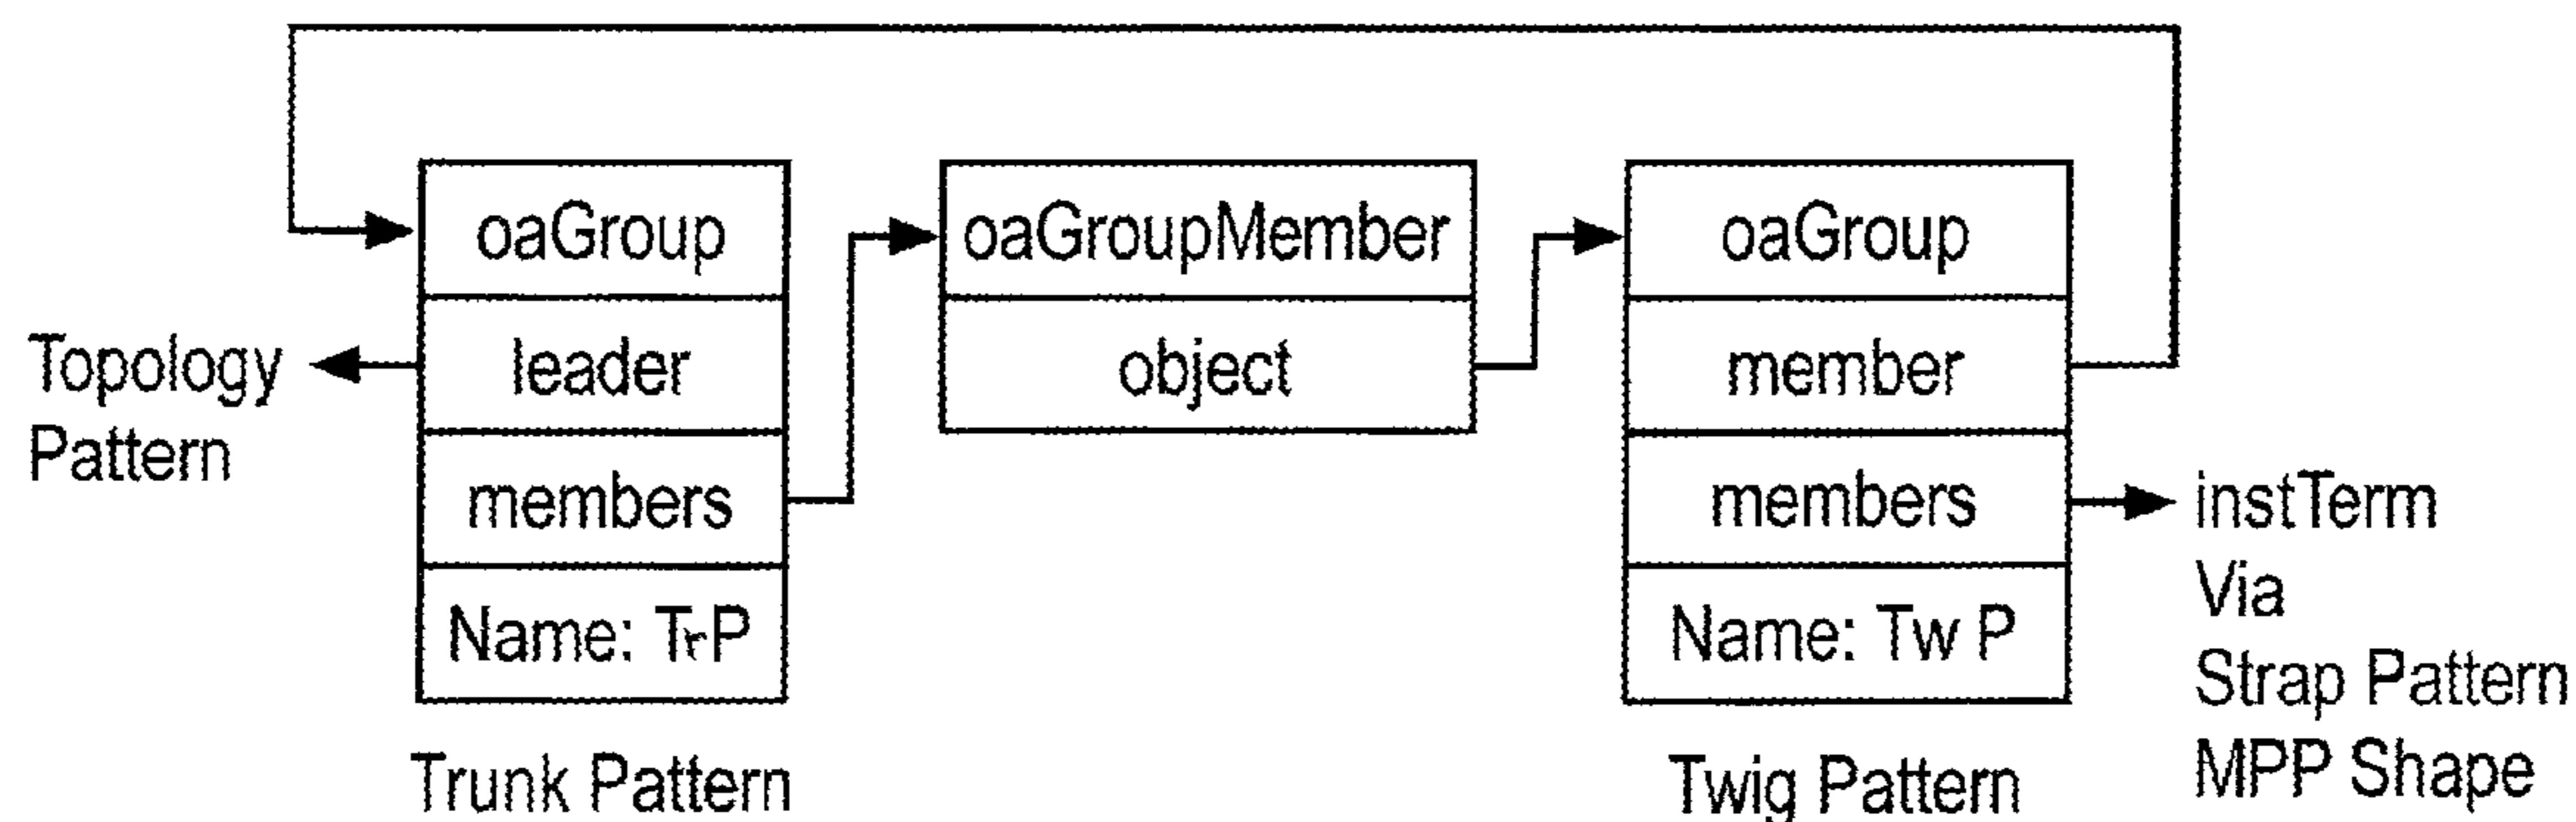 Topology
Pattern
oaGroup
leader
members
Name: TrP
Trunk Pattern
oaGroupMember
object
oaGroup
member
members
Name: Tw P
Twig Pattern
instTerm
Via
Strap Pattern
MPP Shape